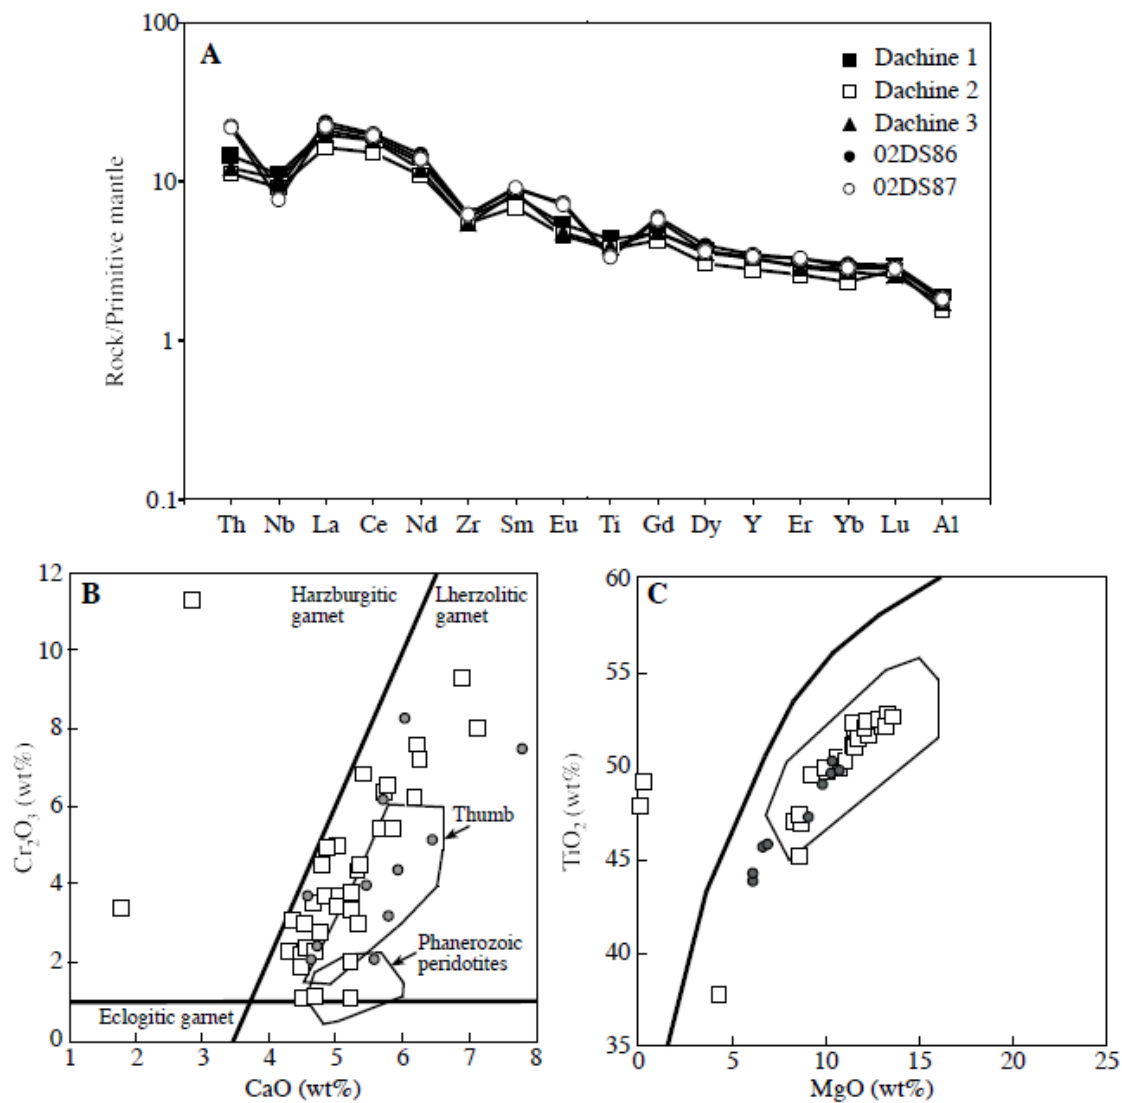 A
100
10
1
0.1
Rock/Primitive mantle
Dachine 1
Dachine 2
Dachine 3
02DS86
02DS87
Th Nb La Ce Nd Zr Sm Eu Ti Gd Dy Y Er Yb Lu Al
B
12
10
8
6
4
2
0
Cr2O3 (wt%)
Harzburgitic
garnet
Lherzolitic
garnet
Thumb
Phanerozoic
peridotites
Eclogitic garnet
1 2 3 4 5 6 7 8
CaO (wt%)
C
60
55
50
45
40
35
TiO2 (wt%)
0 5 10 15 20 25
MgO (wt%)